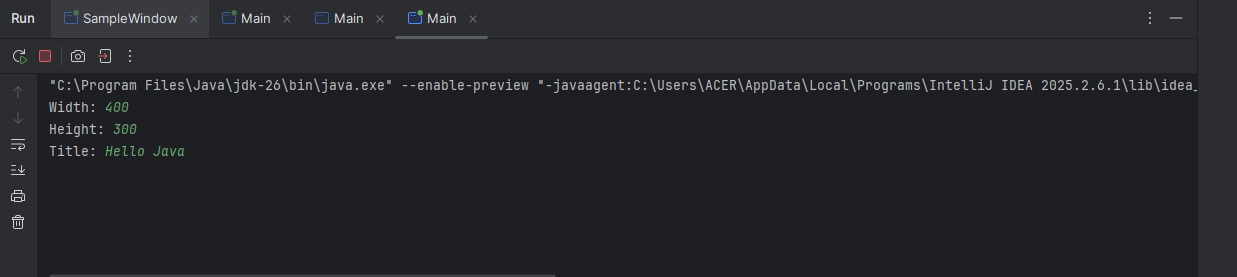 Run SampleWindow Main Main Main
"C:\Program Files\Java\jdk-26\bin\java.exe" --enable-preview "-javaagent:C:\Users\ACER\AppData\Local\Programs\IntelliJ IDEA 2025.2.6.1\lib\idea_
Width: 400
Height: 300
Title: Hello Java